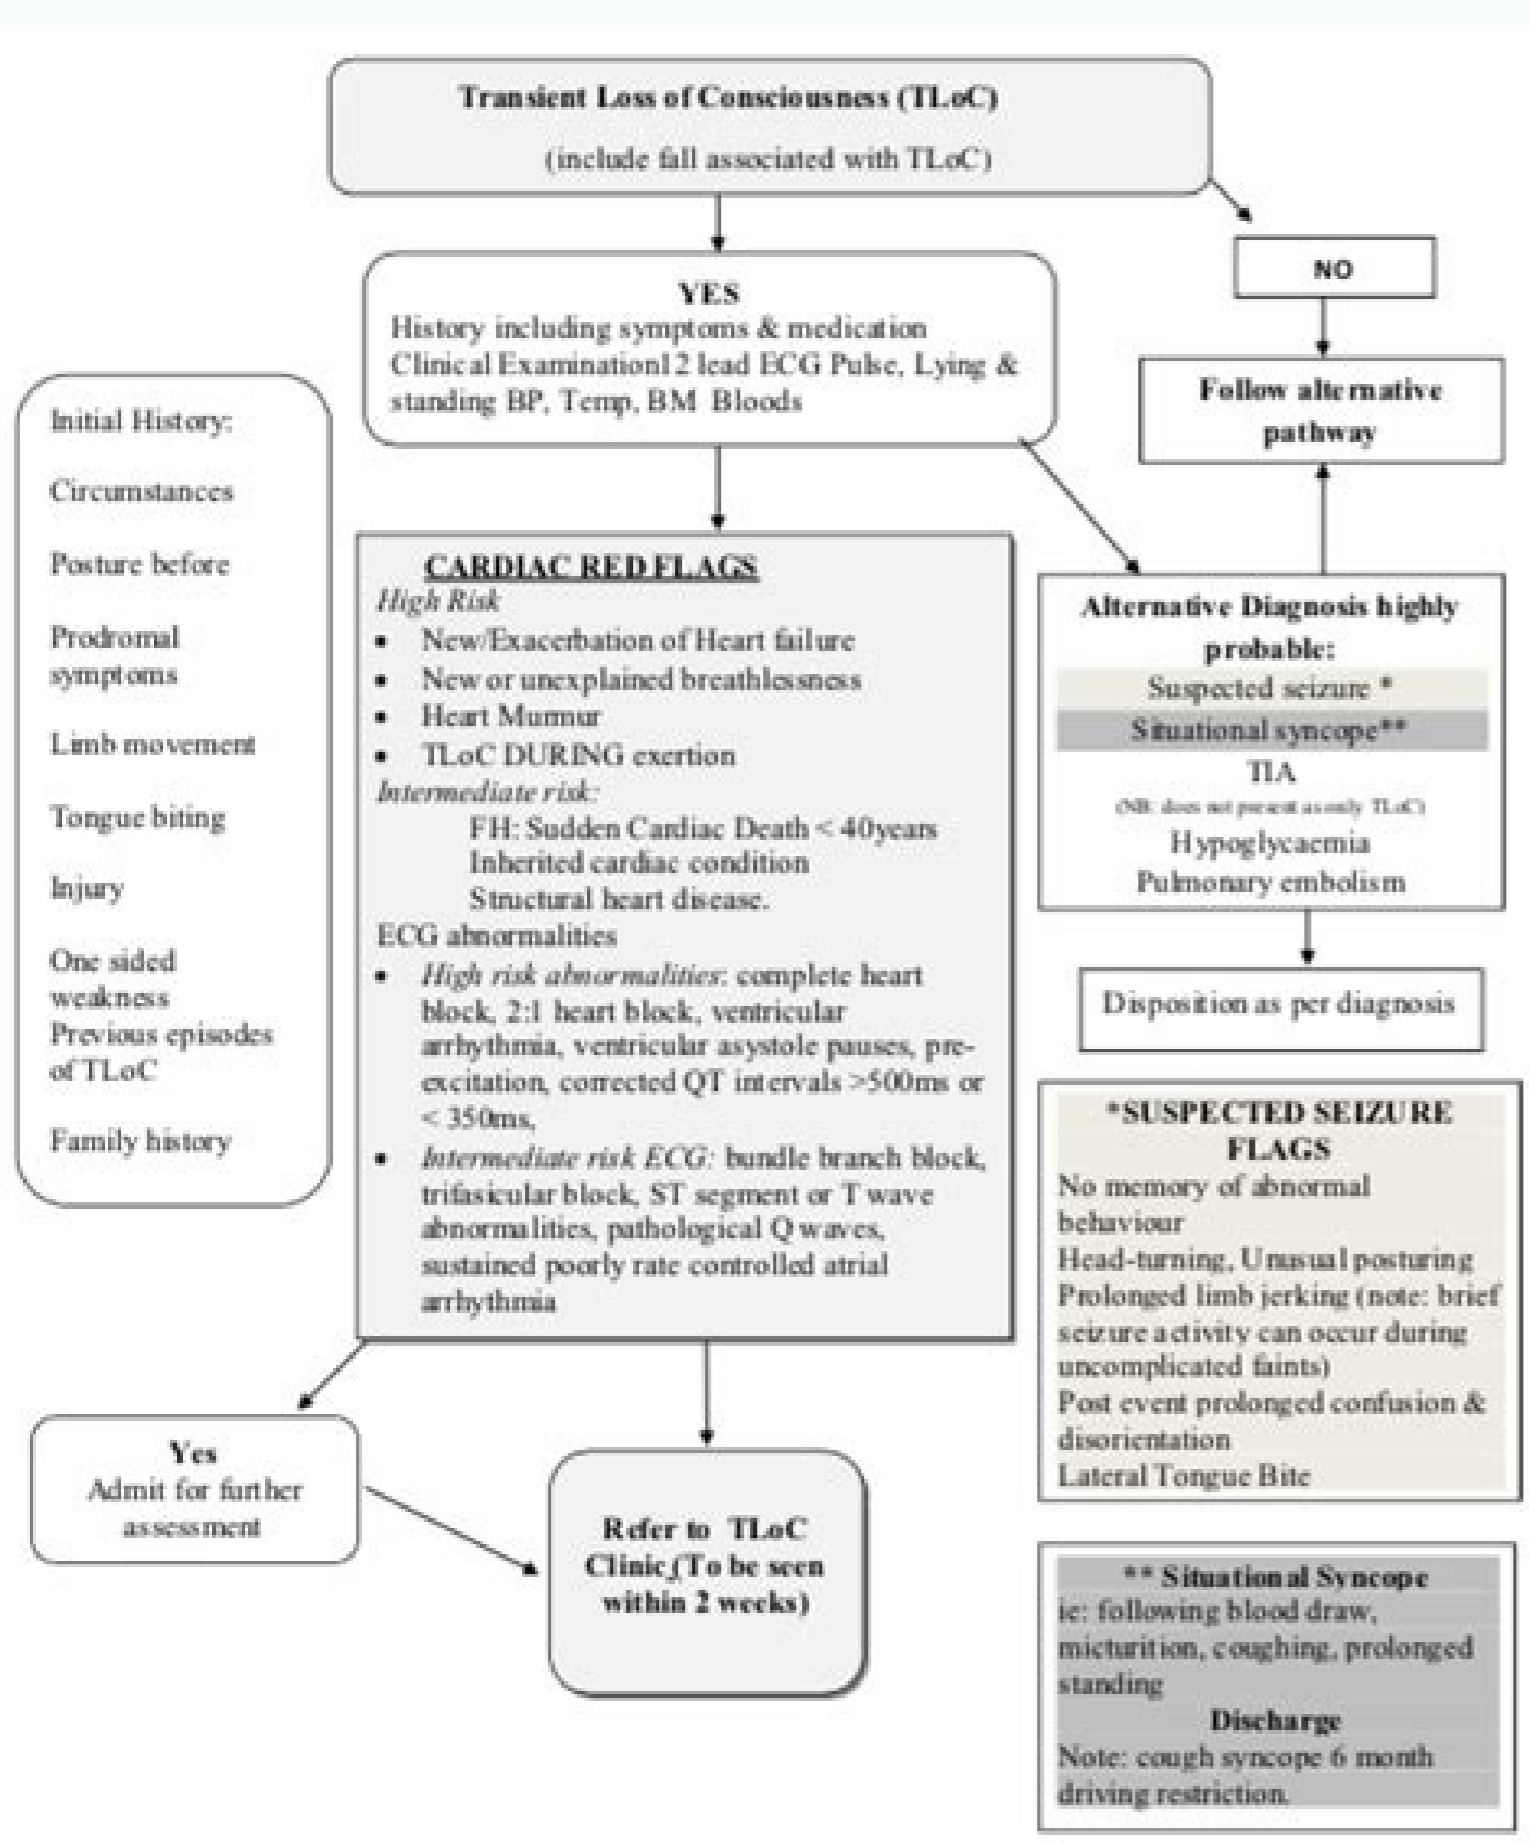 Transient Loss of Consciousness (TLoC)
(include fall associated with TLoC)
NO
YES
History including symptoms & medication
Clinical Examination12 lead ECG Pulse, Lying &
standing BP, Temp, BM Bloods
Follow alternative
pathway
Initial History:
Circumstances
Posture before
Prodromal
symptoms
Limb movement
Tongue biting
Injury
One sided
weakness
Previous episodes
of TLoC
Family history
CARDIAC RED FLAGS
High Risk
• New/Exacerbation of Heart failure
• New or unexplained breathlessness
• Heart Murmur
• TLoC DURING exertion
Intermediate risk:
FH: Sudden Cardiac Death < 40years
Inherited cardiac condition
Structural heart disease.
ECG abnormalities
• High risk abnormalities: complete heart
block, 2:1 heart block, ventricular
arrhythmia, ventricular asystole pauses, pre-
excitation, corrected QT intervals >500ms or
< 350ms,
• Intermediate risk ECG: bundle branch block,
trifasicular block, ST segment or T wave
abnormalities, pathological Q waves,
sustained poorly rate controlled atrial
arrhythmia
Alternative Diagnosis highly
probable:
Suspected seizure *
Situational syncope**
TIA
(NB: does not present as only TLoC)
Hypoglycaemia
Pulmonary embolism
Disposition as per diagnosis
*SUSPECTED SEIZURE
FLAGS
No memory of abnormal
behaviour
Head-turning, Unusual posturing
Prolonged limb jerking (note: brief
seizure activity can occur during
uncomplicated faints)
Post event prolonged confusion &
disorientation
Lateral Tongue Bite
Yes
Admit for further
assessment
Refer to TLoC
Clinic (To be seen
within 2 weeks)
** Situational Syncope
ie: following blood draw,
micturition, coughing, prolonged
standing
Discharge
Note: cough syncope 6 month
driving restriction.